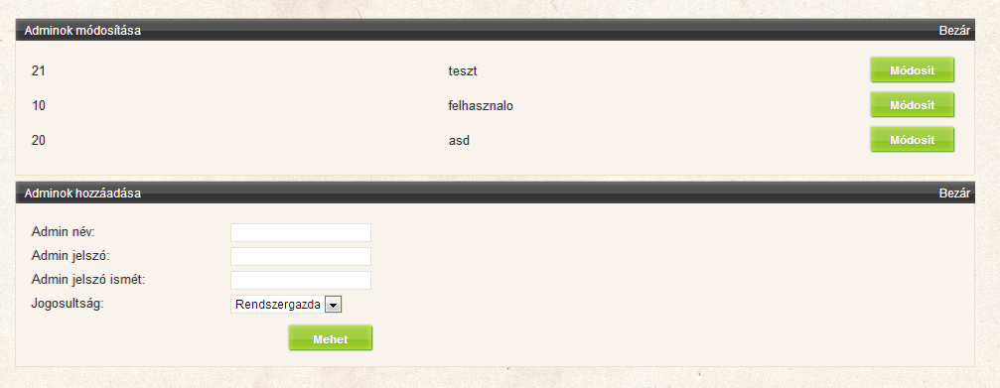 Adminok módosítása Bezár
21 teszt Módosít
10 felhasznalo Módosít
20 asd Módosít
Adminok hozzáadása Bezár
Admin név:
Admin jelszó:
Admin jelszó ismét:
Jogosultság: Rendszergazda
Mehet